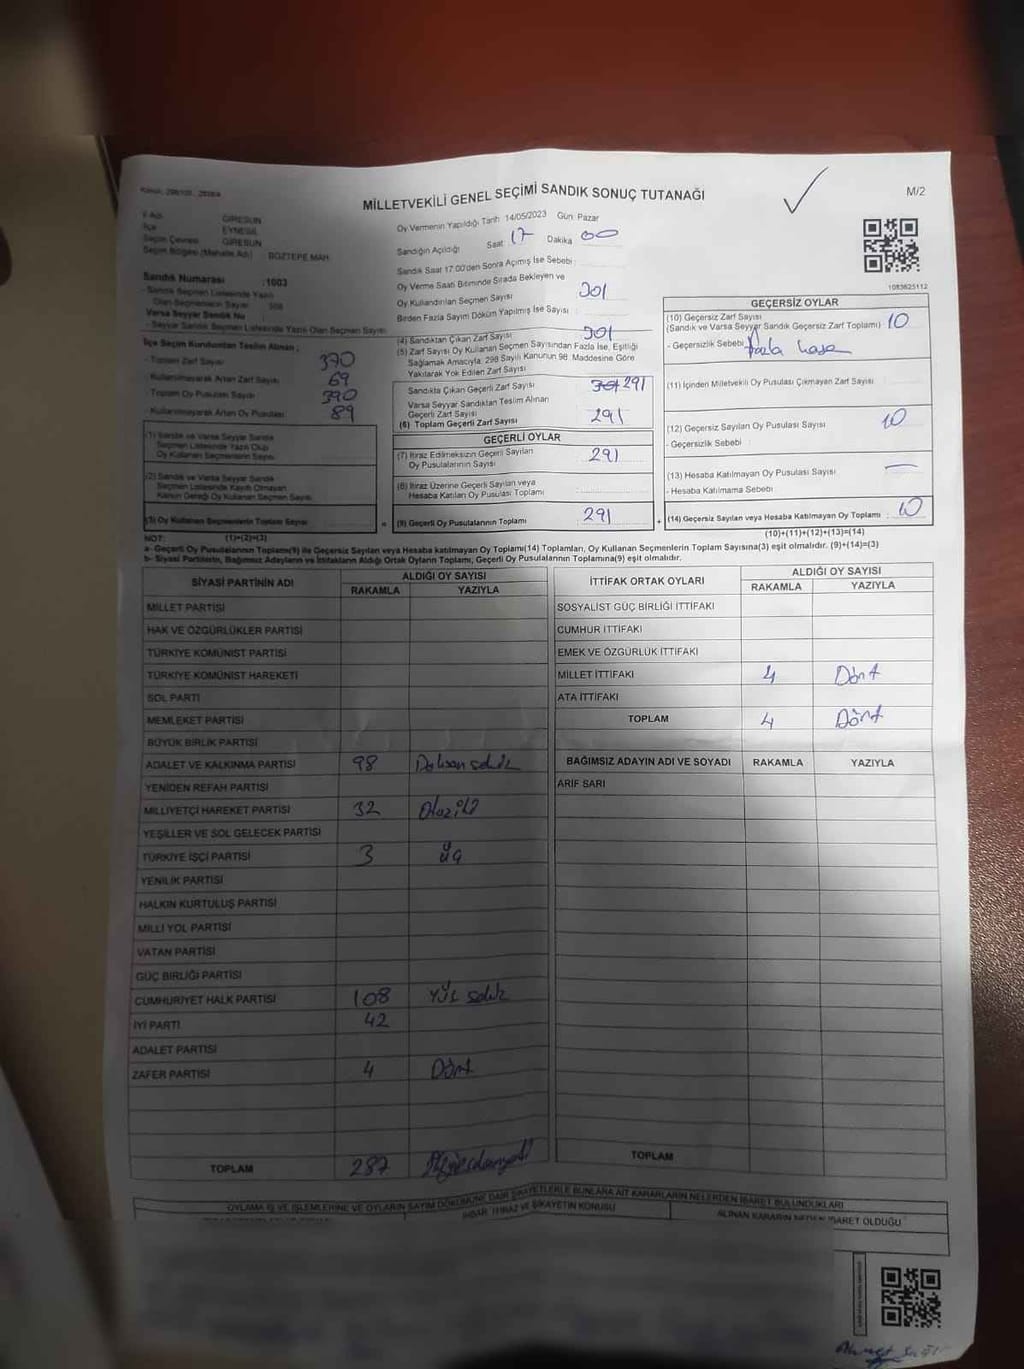 MİLLETVEKİLİ GENEL SEÇİMİ SANDIK SONUÇ TUTANAĞI
M/2
İl Adı GİRESUN
İlçe EYNESİL
Seçim Çevresi GİRESUN
Seçim Bölgesi (Mahalle Adı) BOZTEPE MAH.
Sandık Numarası :1003
- Sandık Seçmen Listesinde Yazılı
Olan Seçmenlerin Sayısı
Varsa Seyyar Sandık No
- Seyyar Sandık Seçmen Listesinde Yazılı Olan Seçmen Sayısı
İlçe Seçim Kurulundan Teslim Alınan ;
- Toplam Zarf Sayısı 370
- Kullanılmayarak Artan Zarf Sayısı 69
- Toplam Oy Pusulası Sayısı 390
- Kullanılmayarak Artan Oy Pusulası 89
(1) Sandık ve Varsa Seyyar Sandık
Seçmen Listesinde Yazılı Olup
Oy Kullanan Seçmenlerin Sayısı
(2) Sandık ve Varsa Seyyar Sandık
Seçmen Listesinde Kayıtlı Olmayan
Kanun Gereği Oy Kullanan Seçmen Sayısı
(3) Oy Kullanan Seçmenlerin Toplam Sayısı =
Oy Vermenin Yapıldığı Tarih 14/05/2023 Gün Pazar
Sandığın Açıldığı Saat 17 Dakika 00
Sandık Saat 17.00'den Sonra Açımış İse Sebebi :
Oy Verme Saati Bitiminde Sırada Bekleyen ve
Oy Kullandırılan Seçmen Sayısı 301
Birden Fazla Sayım Döküm Yapılmış İse Sayısı :
(4) Sandıktan Çıkan Zarf Sayısı 301
(5) Zarf Sayısı Oy Kullanan Seçmen Sayısından Fazla İse, Eşitliği
Sağlamak Amacıyla, 298 Sayılı Kanunun 98. Maddesine Göre
Yakılarak Yok Edilen Zarf Sayısı
Sandıkta Çıkan Geçerli Zarf Sayısı 301 291
Varsa Seyyar Sandıktan Teslim Alınan
Geçerli Zarf Sayısı
(6) Toplam Geçerli Zarf Sayısı 291
GEÇERLİ OYLAR
(7) İtiraz Edilmeksizin Geçerli Sayılan
Oy Pusulalarının Sayısı 291
(8) İtiraz Üzerine Geçerli Sayılan veya
Hesaba Katılan Oy Pusulası Toplamı
(9) Geçerli Oy Pusulalarının Toplamı 291 +
1083625112
GEÇERSİZ OYLAR
(10) Geçersiz Zarf Sayısı
(Sandık ve Varsa Seyyar Sandık Geçersiz Zarf Toplamı) 10
- Geçersizlik Sebebi fazla kaşe
(11) İçinden Milletvekili Oy Pusulası Çıkmayan Zarf Sayısı
(12) Geçersiz Sayılan Oy Pusulası Sayısı 10
- Geçersizlik Sebebi
(13) Hesaba Katılmayan Oy Pusulası Sayısı —
- Hesaba Katılmama Sebebi
(14) Geçersiz Sayılan veya Hesaba Katılmayan Oy Toplamı : 10
NOT: (1)+(2)=(3) (10)+(11)+(12)+(13)=(14)
a- Geçerli Oy Pusulalarının Toplamı(9) ile Geçersiz Sayılan veya Hesaba katılmayan Oy Toplamı(14) Toplamları, Oy Kullanan Seçmenlerin Toplam Sayısına(3) eşit olmalıdır. (9)+(14)=(3)
b- Siyasi Partilerin, Bağımsız Adayların ve İttifakların Aldığı Ortak Oyların Toplamı, Geçerli Oy Pusulalarının Toplamına(9) eşit olmalıdır.
SİYASİ PARTİNİN ADI ALDIĞI OY SAYISI
RAKAMLA YAZIYLA
MİLLET PARTİSİ
HAK VE ÖZGÜRLÜKLER PARTİSİ
TÜRKİYE KOMÜNİST PARTİSİ
TÜRKİYE KOMÜNİST HAREKETİ
SOL PARTİ
MEMLEKET PARTİSİ
BÜYÜK BİRLİK PARTİSİ
ADALET VE KALKINMA PARTİSİ 98 Doksan sekiz
YENİDEN REFAH PARTİSİ
MİLLİYETÇİ HAREKET PARTİSİ 32 Otuz iki
YEŞİLLER VE SOL GELECEK PARTİSİ
TÜRKİYE İŞÇİ PARTİSİ 3 üç
YENİLİK PARTİSİ
HALKIN KURTULUŞ PARTİSİ
MİLLİ YOL PARTİSİ
VATAN PARTİSİ
GÜÇ BİRLİĞİ PARTİSİ
CUMHURİYET HALK PARTİSİ 108 Yüz sekiz
İYİ PARTİ 42
ADALET PARTİSİ
ZAFER PARTİSİ 4 Dört
TOPLAM 287
İTTİFAK ORTAK OYLARI ALDIĞI OY SAYISI
RAKAMLA YAZIYLA
SOSYALİST GÜÇ BİRLİĞİ İTTİFAKI
CUMHUR İTTİFAKI
EMEK VE ÖZGÜRLÜK İTTİFAKI
MİLLET İTTİFAKI 4 Dört
ATA İTTİFAKI
TOPLAM 4 Dört
BAĞIMSIZ ADAYIN ADI VE SOYADI RAKAMLA YAZIYLA
ARİF SARI
TOPLAM
OYLAMA İŞ VE İŞLEMLERİNE VE OYLARIN SAYIM DÖKÜMÜNE DAİR ŞİKAYETLERLE BUNLARA AİT KARARLARIN NELERDEN İBARET BULUNDUKLARI
İHBAR, İTİRAZ VE ŞİKAYETİN KONUSU
ALINAN KARARIN NEDEN İBARET OLDUĞU